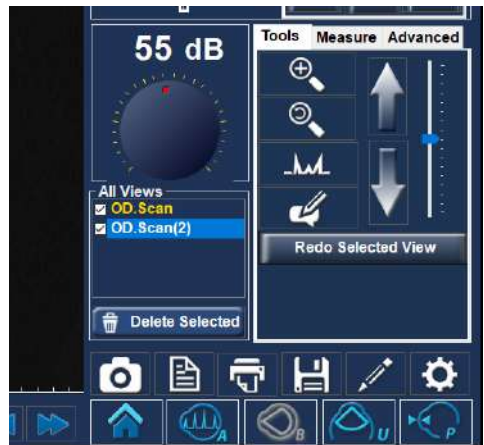 55 dB
Tools Measure Advanced
All Views
OD.Scan
OD.Scan(2)
Redo Selected View
Delete Selected
A
B
U
P